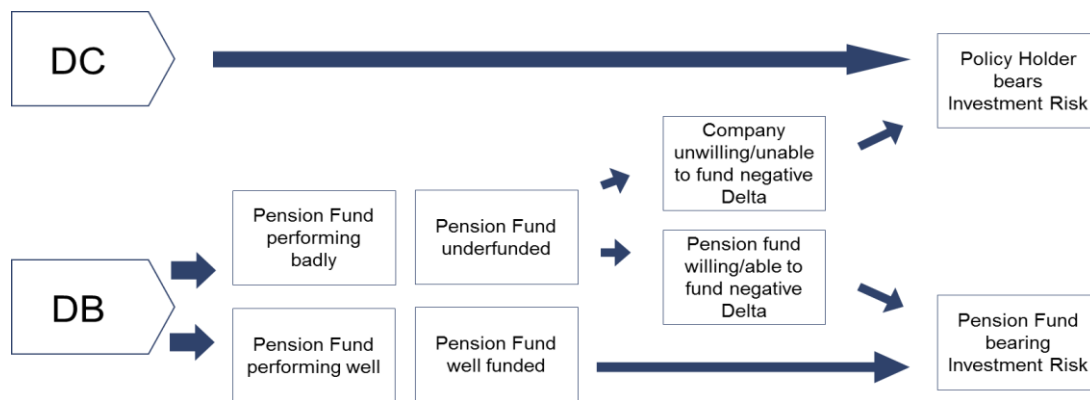 DC
Policy Holder
bears
Investment Risk
Company
unwilling/unable
to fund negative
Delta
Pension Fund
performing
badly
Pension Fund
underfunded
Pension fund
willing/able to
fund negative
Delta
DB
Pension Fund
performing well
Pension Fund
well funded
Pension Fund
bearing
Investment Risk